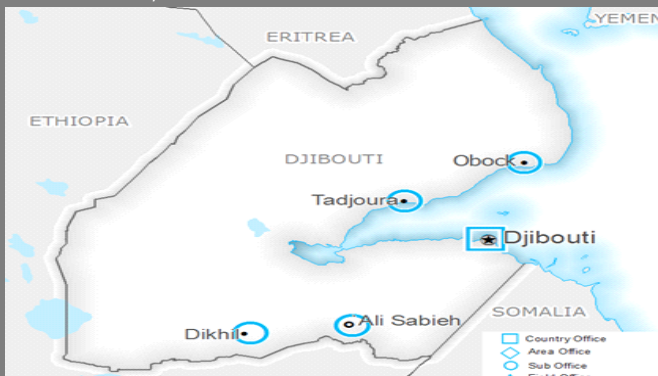 YEMEN
ERITREA
ETHIOPIA
DJIBOUTI
Obock
Tadjoura
Djibouti
SOMALIA
Ali Sabieh
Dikhil
Country Office
Area Office
Sub Office